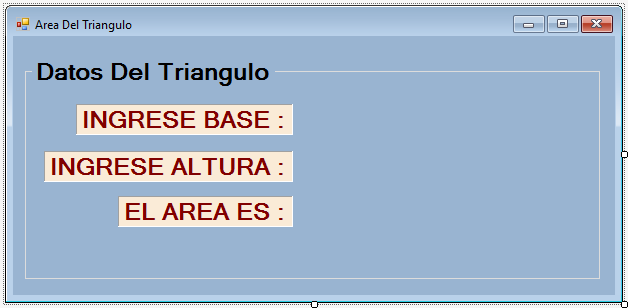 Area Del Triangulo
Datos Del Triangulo
INGRESE BASE :
INGRESE ALTURA :
EL AREA ES :